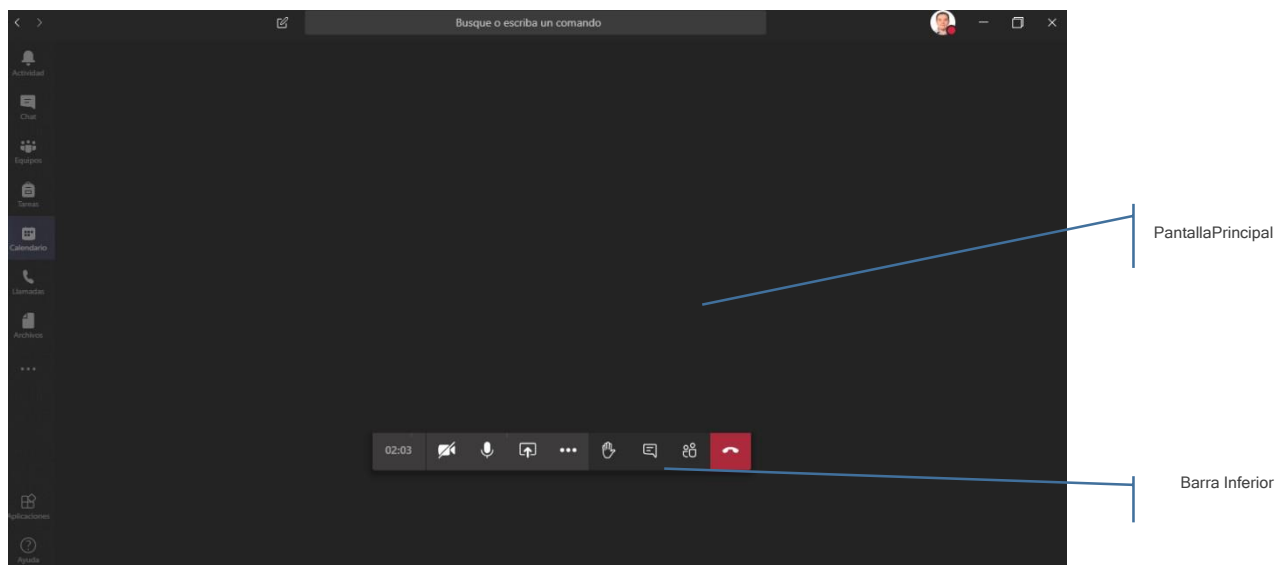 Busque o escriba un comando
Actividad
Chat
Equipos
Tareas
Calendario
Llamadas
Archivos
PantallaPrincipal
02:03
Barra Inferior
Aplicaciones
Ayuda